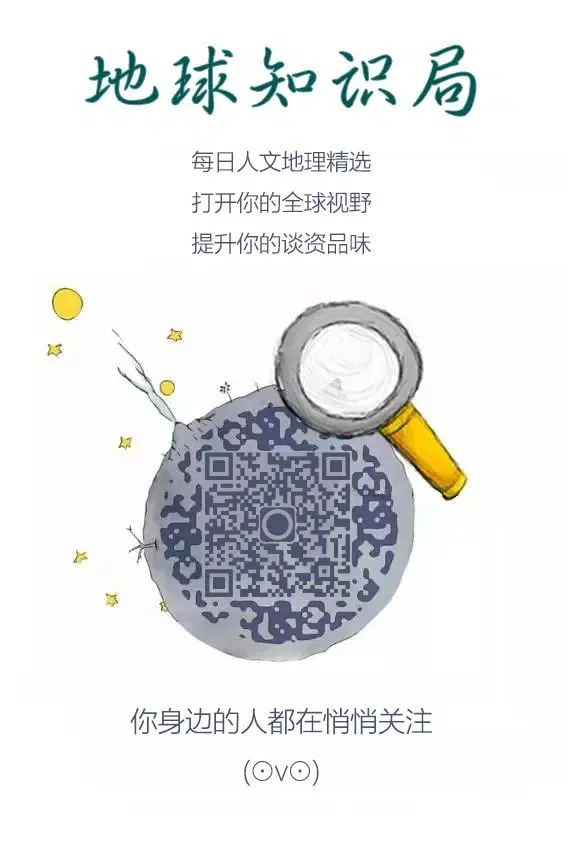 地球知识局
每日人文地理精选
打开你的全球视野
提升你的谈资品味
你身边的人都在悄悄关注
(⊙v⊙)